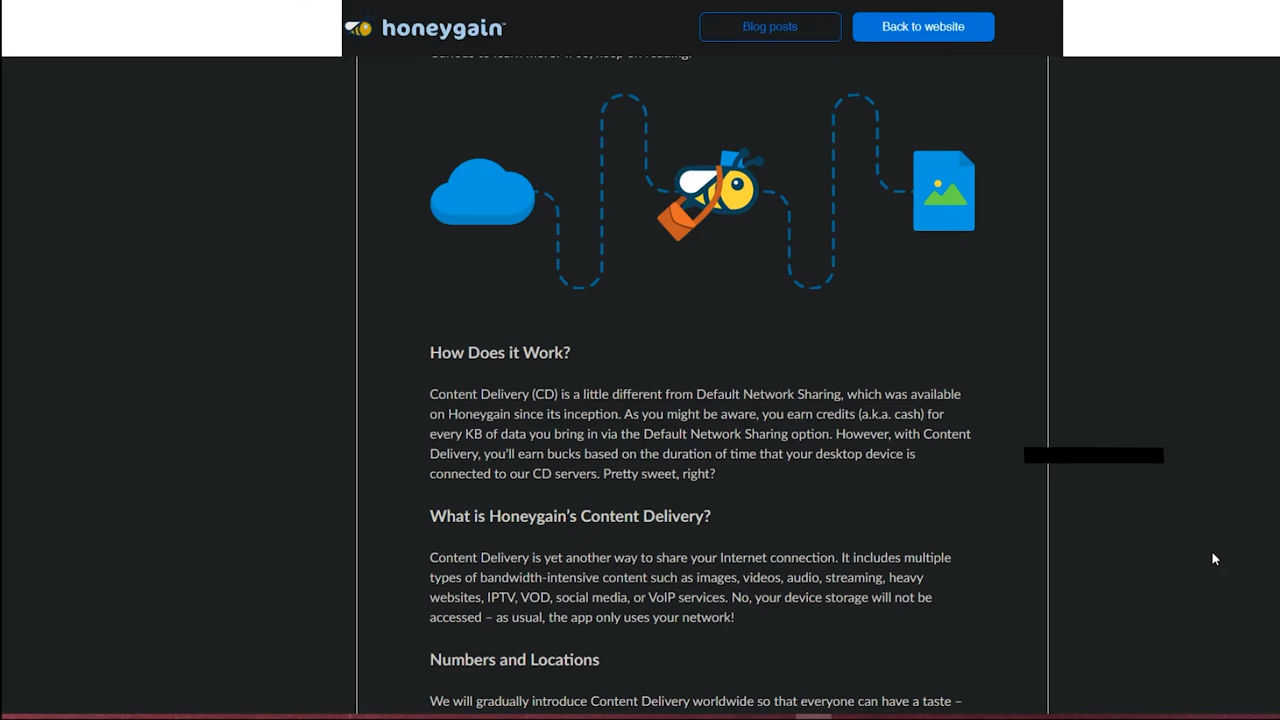 honeygain
Blog posts
Back to website
How Does it Work?
Content Delivery (CD) is a little different from Default Network Sharing, which was available
on Honeygain since its inception. As you might be aware, you earn credits (a.k.a. cash) for
every KB of data you bring in via the Default Network Sharing option. However, with Content
Delivery, you'll earn bucks based on the duration of time that your desktop device is
connected to our CD servers. Pretty sweet, right?
What is Honeygain's Content Delivery?
Content Delivery is yet another way to share your Internet connection. It includes multiple
types of bandwidth-intensive content such as images, videos, audio, streaming, heavy
websites, IPTV, VOD, social media, or VoIP services. No, your device storage will not be
accessed – as usual, the app only uses your network!
Numbers and Locations
We will gradually introduce Content Delivery worldwide so that everyone can have a taste –